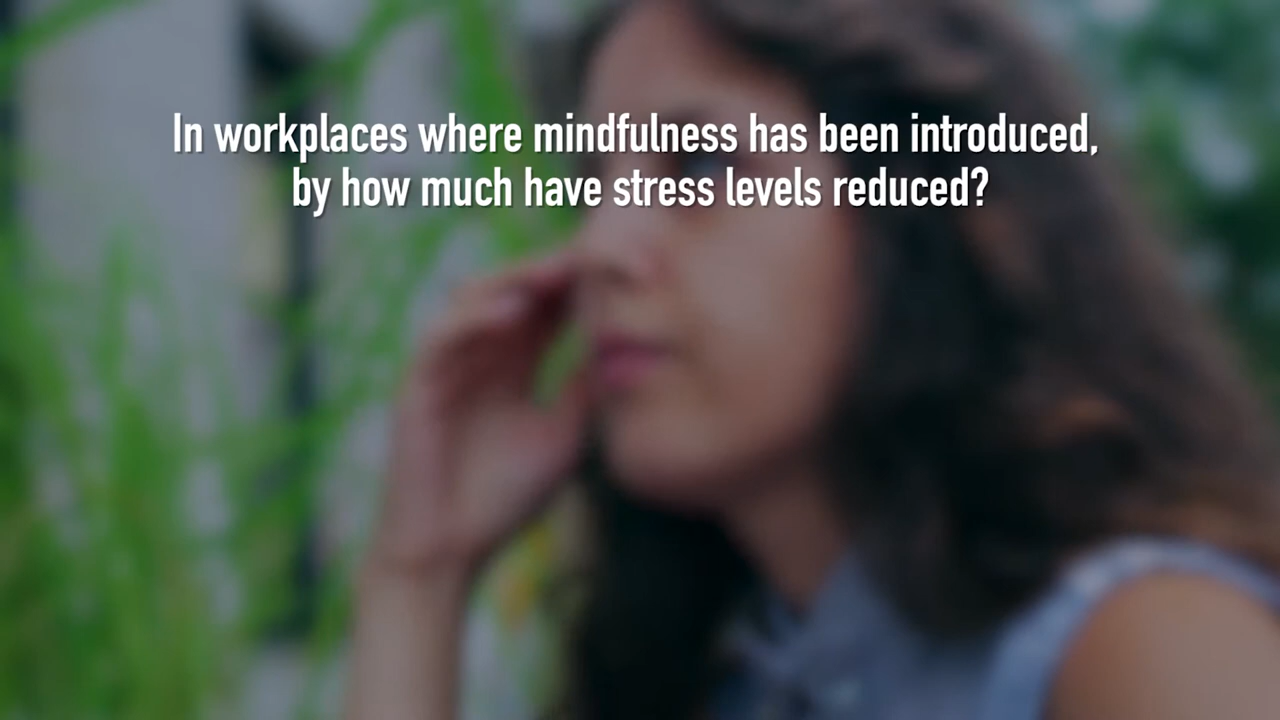 In workplaces where mindfulness has been introduced,
by how much have stress levels reduced?